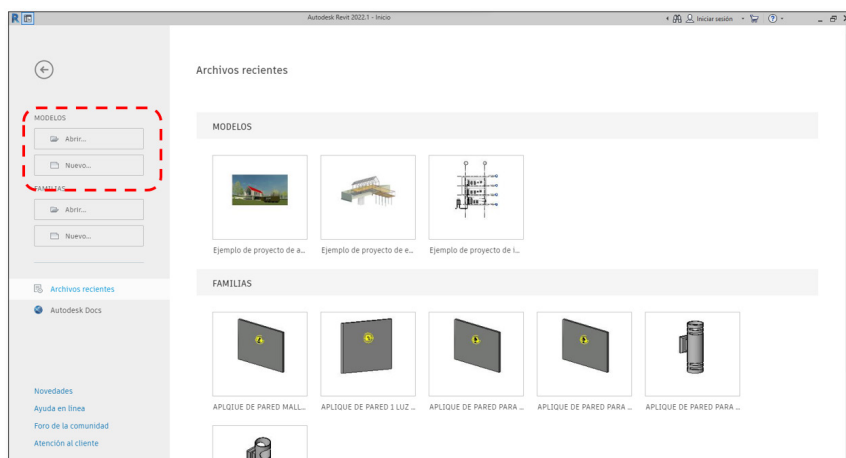 Autodesk Revit 2022.1 - Inicio
Iniciar sesión
Archivos recientes
MODELOS
Abrir...
Nuevo...
FAMILIAS
Abrir...
Nuevo...
Archivos recientes
Autodesk Docs
Novedades
Ayuda en línea
Foro de la comunidad
Atención al cliente
MODELOS
Ejemplo de proyecto de a...
Ejemplo de proyecto de e...
Ejemplo de proyecto de i...
FAMILIAS
APLQIUE DE PARED MALL...
APLIQUE DE PARED 1 LUZ ...
APLIQUE DE PARED PARA ...
APLIQUE DE PARED PARA ...
APLIQUE DE PARED PARA ...